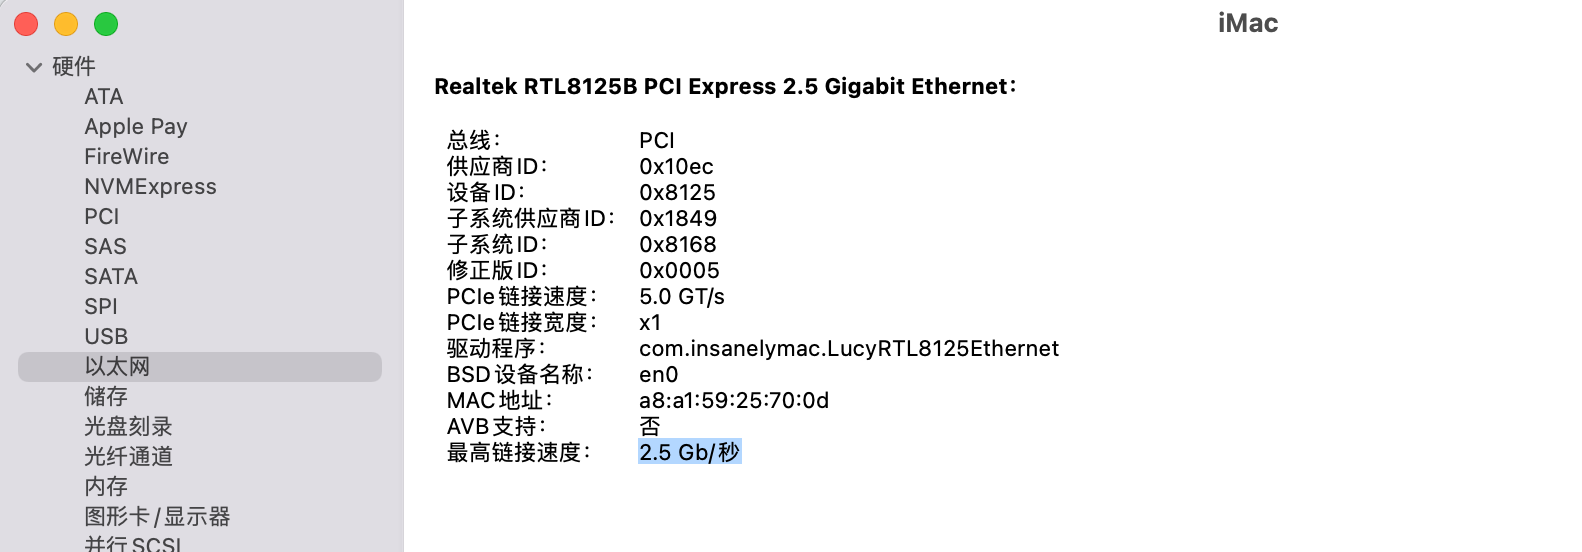 iMac
硬件
ATA
Apple Pay
FireWire
NVMExpress
PCI
SAS
SATA
SPI
USB
以太网
储存
光盘刻录
光纤通道
内存
图形卡/显示器
并行SCSI
Realtek RTL8125B PCI Express 2.5 Gigabit Ethernet：
总线： PCI
供应商ID： 0x10ec
设备ID： 0x8125
子系统供应商ID： 0x1849
子系统ID： 0x8168
修正版ID： 0x0005
PCIe链接速度： 5.0 GT/s
PCIe链接宽度： x1
驱动程序： com.insanelymac.LucyRTL8125Ethernet
BSD设备名称： en0
MAC地址： a8:a1:59:25:70:0d
AVB支持： 否
最高链接速度： 2.5 Gb/秒